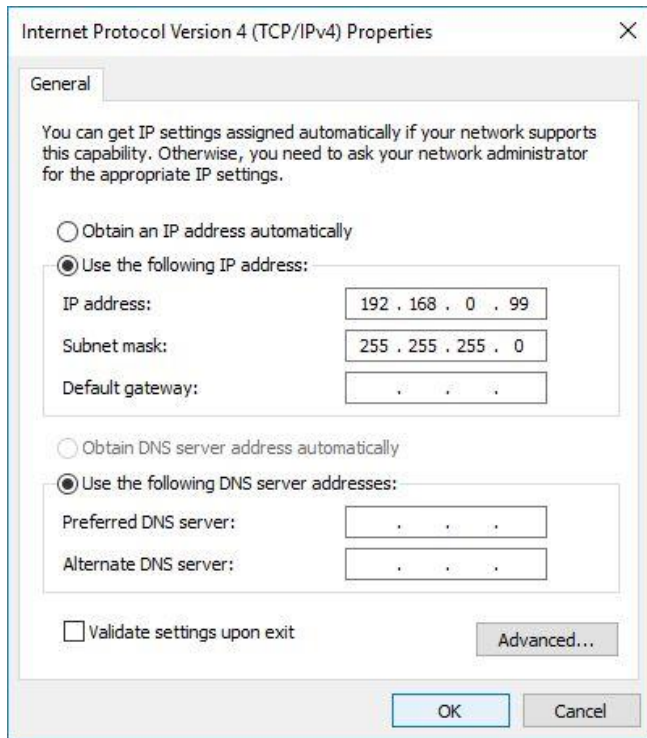 Internet Protocol Version 4 (TCP/IPv4) Properties
General
You can get IP settings assigned automatically if your network supports
this capability. Otherwise, you need to ask your network administrator
for the appropriate IP settings.
Obtain an IP address automatically
Use the following IP address:
IP address: 192 . 168 . 0 . 99
Subnet mask: 255 . 255 . 255 . 0
Default gateway: . . .
Obtain DNS server address automatically
Use the following DNS server addresses:
Preferred DNS server: . . .
Alternate DNS server: . . .
Validate settings upon exit
Advanced...
OK Cancel